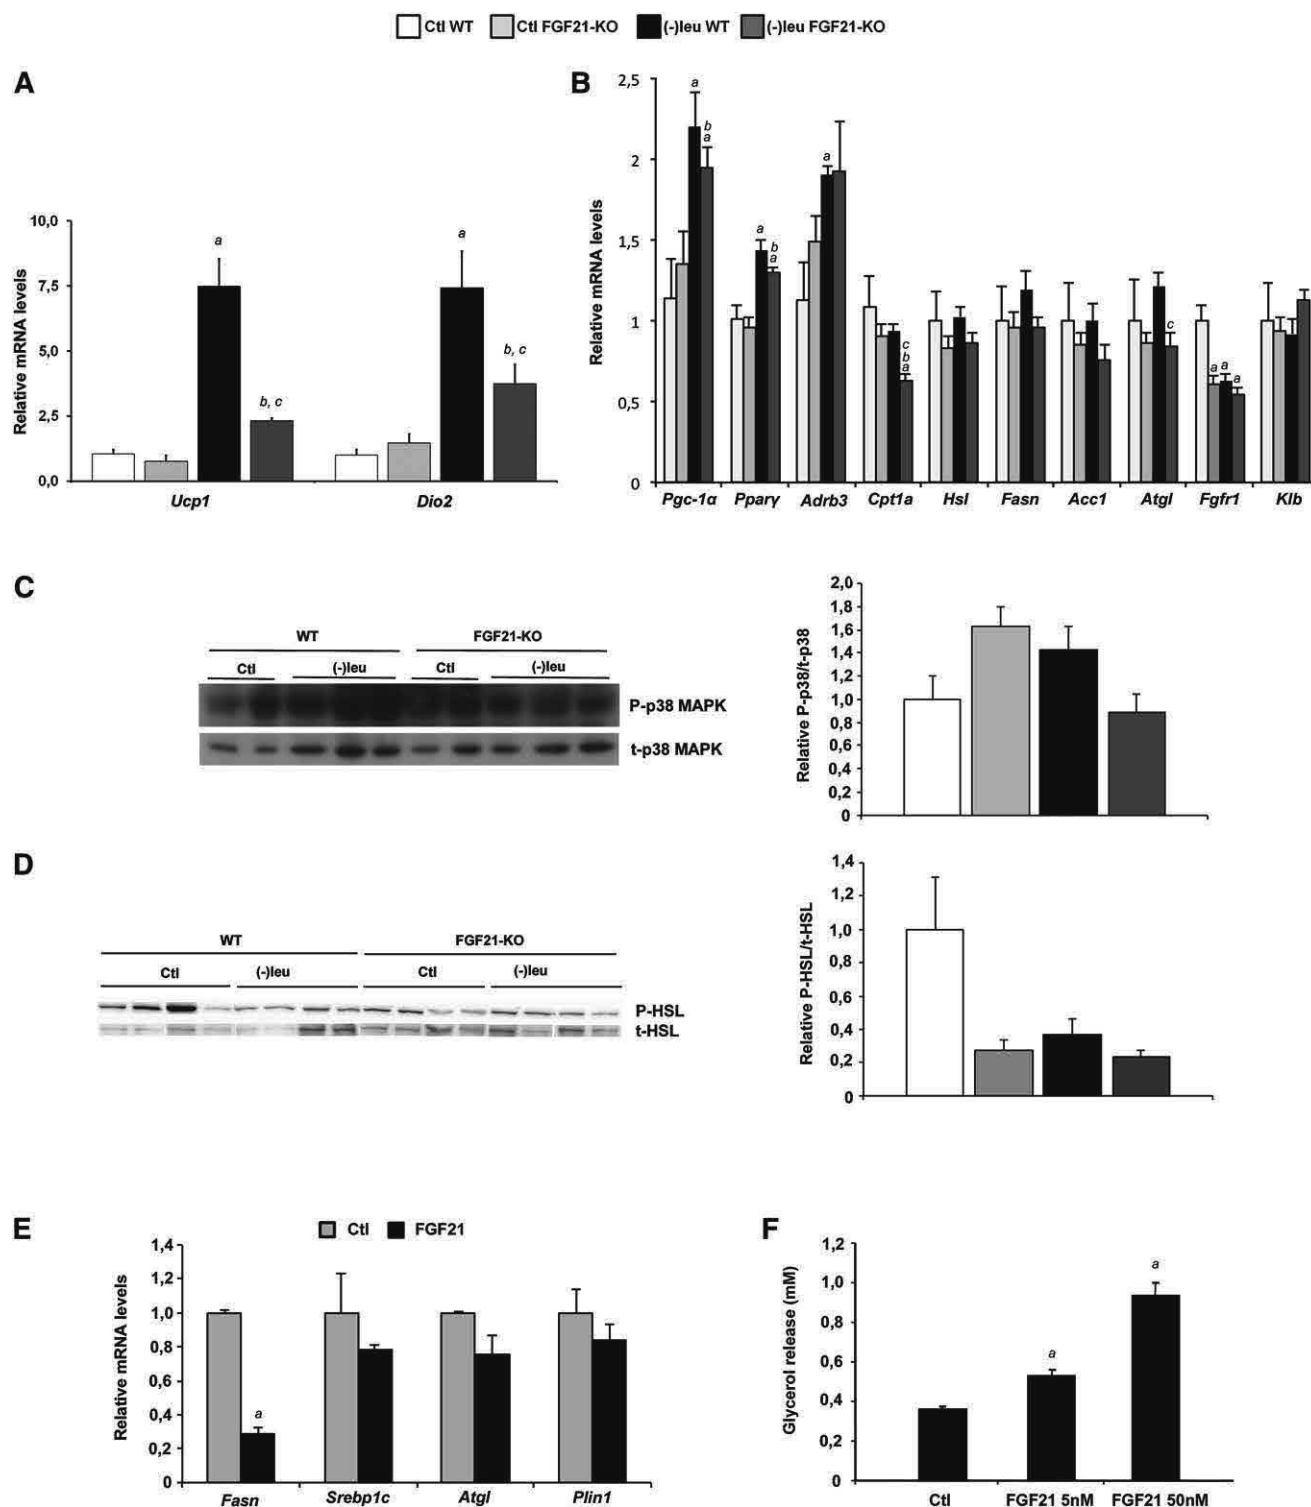 Ctl WT Ctl FGF21-KO (-)leu WT (-)leu FGF21-KO
A
Relative mRNA levels
10,0
7,5
5,0
2,5
0,0
a
b, c
a
b, c
Ucp1 Dio2
B
Relative mRNA levels
2,5
2
1,5
1
0,5
0
a
b
a
a
b
a
a
c
b
a
c
a a a
Pgc-1α Pparγ Adrb3 Cpt1a Hsl Fasn Acc1 Atgl Fgfr1 Klb
C
WT FGF21-KO
Ctl (-)leu Ctl (-)leu
P-p38 MAPK
t-p38 MAPK
Relative P-p38/t-p38
2,0
1,8
1,6
1,4
1,2
1,0
0,8
0,6
0,4
0,2
0
D
WT FGF21-KO
Ctl (-)leu Ctl (-)leu
P-HSL
t-HSL
Relative P-HSL/t-HSL
1,4
1,2
1,0
0,8
0,6
0,4
0,2
0
E
Ctl FGF21
Relative mRNA levels
1,4
1,2
1,0
0,8
0,6
0,4
0,2
0
a
Fasn Srebp1c Atgl Plin1
F
Glycerol release (mM)
1,2
1,0
0,8
0,6
0,4
0,2
0
a
a
Ctl FGF21 5nM FGF21 50nM